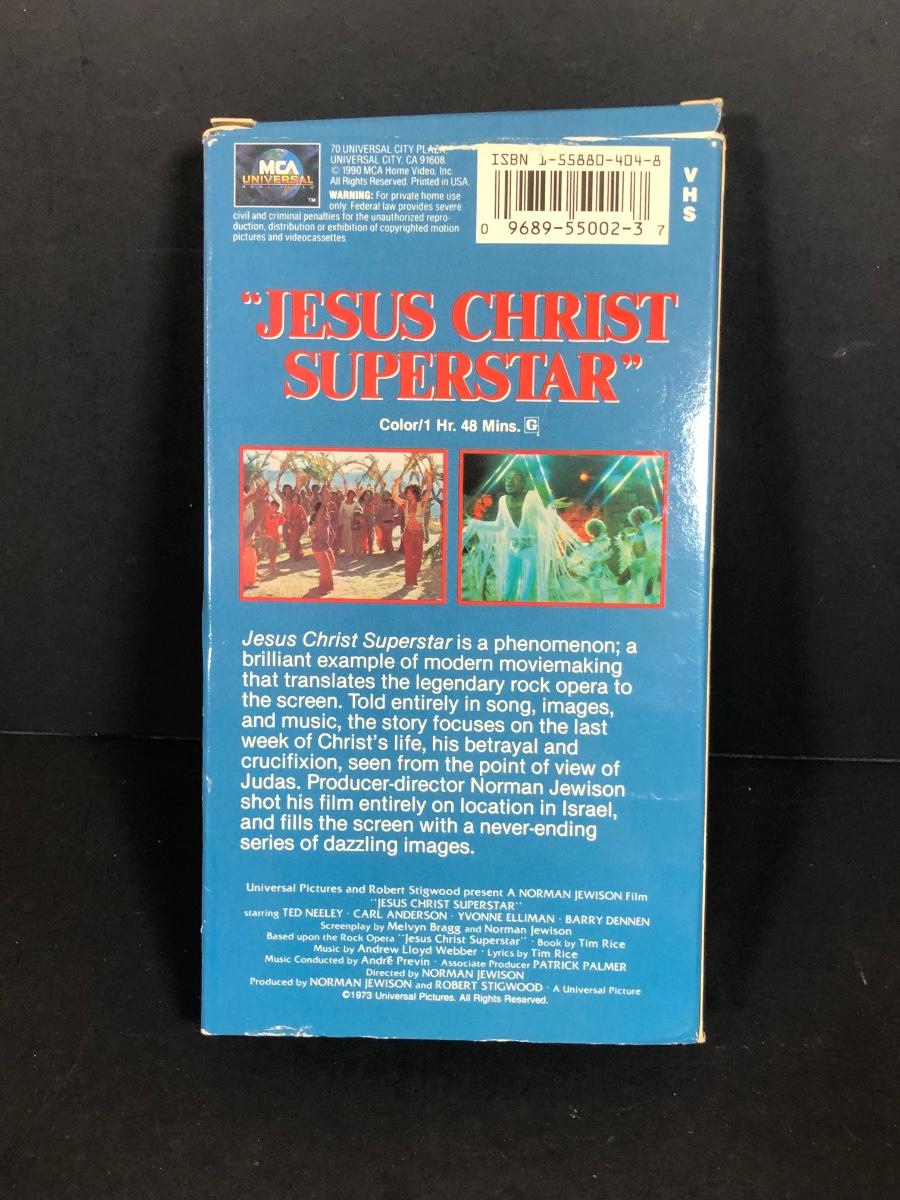 MCA
UNIVERSAL
HOME VIDEO
TM
70 UNIVERSAL CITY PLAZA
UNIVERSAL CITY, CA 91608
© 1990 MCA Home Video, Inc.
All Rights Reserved. Printed in USA.
WARNING: For private home use
only. Federal law provides severe
civil and criminal penalties for the unauthorized repro-
duction, distribution or exhibition of copyrighted motion
pictures and videocassettes.
ISBN 1-55880-404-8
0 9689-55002-3 7
VHS
“JESUS CHRIST
SUPERSTAR”
Color/1 Hr. 48 Mins. G
Jesus Christ Superstar is a phenomenon; a
brilliant example of modern moviemaking
that translates the legendary rock opera to
the screen. Told entirely in song, images,
and music, the story focuses on the last
week of Christ's life, his betrayal and
crucifixion, seen from the point of view of
Judas. Producer-director Norman Jewison
shot his film entirely on location in Israel,
and fills the screen with a never-ending
series of dazzling images.
Universal Pictures and Robert Stigwood present A NORMAN JEWISON Film
“JESUS CHRIST SUPERSTAR”
starring TED NEELEY · CARL ANDERSON · YVONNE ELLIMAN · BARRY DENNEN
Screenplay by Melvyn Bragg and Norman Jewison
Based upon the Rock Opera “Jesus Christ Superstar” · Book by Tim Rice
Music by Andrew Lloyd Webber · Lyrics by Tim Rice
Music Conducted by André Previn · Associate Producer PATRICK PALMER
Directed by NORMAN JEWISON
Produced by NORMAN JEWISON and ROBERT STIGWOOD · A Universal Picture
©1973 Universal Pictures. All Rights Reserved.